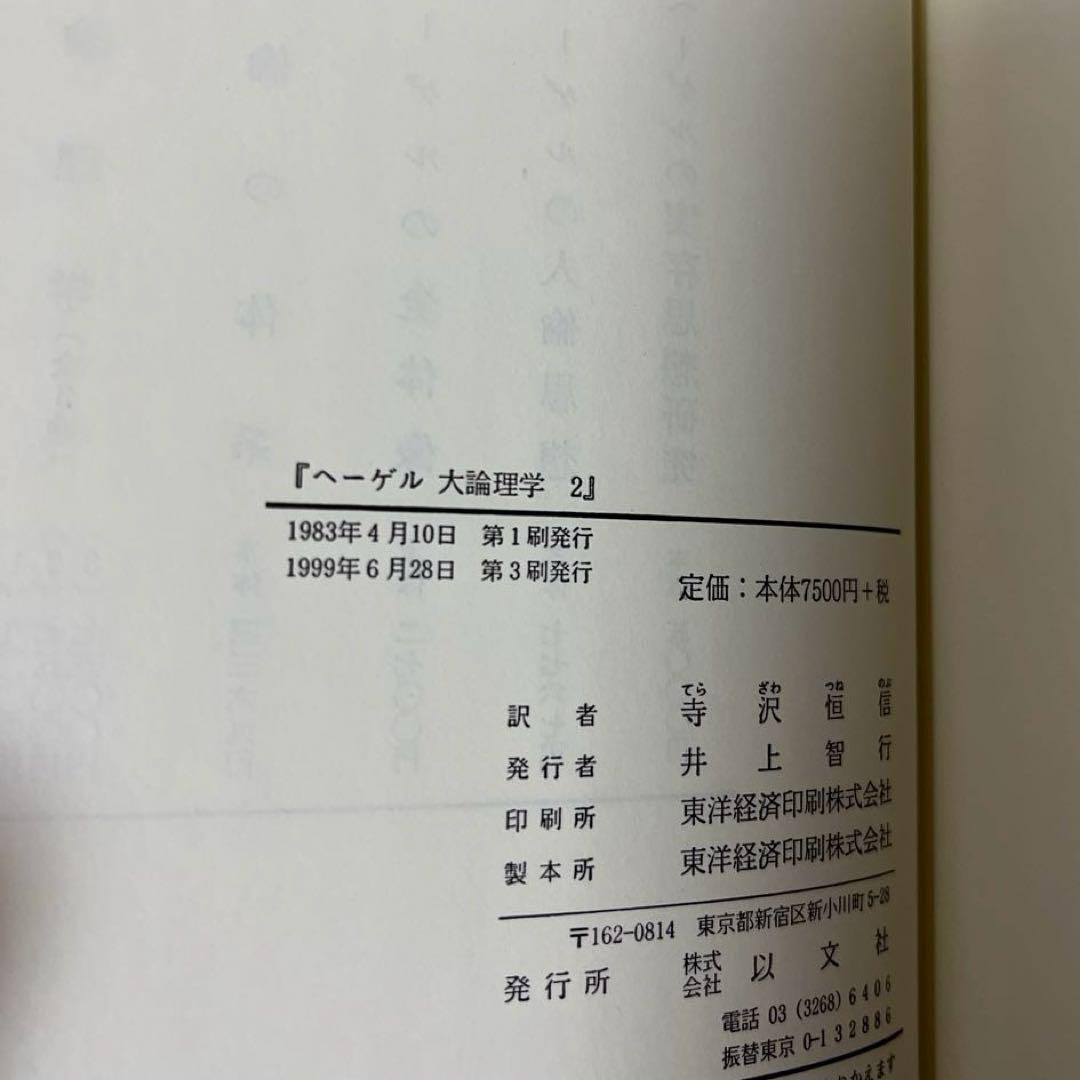 『ヘーゲル 大論理学 2』
1983年4月10日 第1刷発行
1999年6月28日 第3刷発行
定価：本体7500円＋税
訳者 寺沢恒信
てら ざわ つね のぶ
発行者 井上智行
印刷所 東洋経済印刷株式会社
製本所 東洋経済印刷株式会社
〒162-0814 東京都新宿区新小川町5-28
発行所 株式会社 以文社
電話 03 (3268) 6406
振替東京 0-132886
かえます